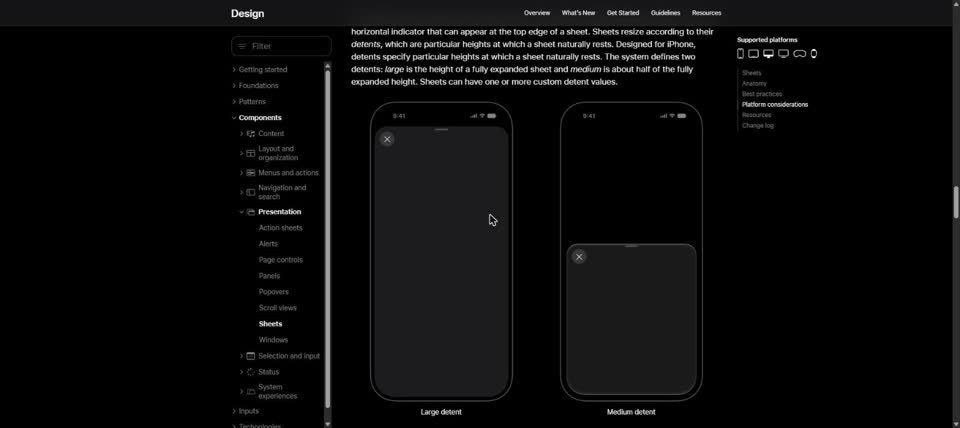 Design
Overview
What's New
Get Started
Guidelines
Resources
Filter
Getting started
Foundations
Patterns
Components
Content
Layout and
organization
Menus and actions
Navigation and
search
Presentation
Action sheets
Alerts
Page controls
Panels
Popovers
Scroll views
Sheets
Windows
Selection and input
Status
System
experiences
Inputs
Technologies
horizontal indicator that can appear at the top edge of a sheet. Sheets resize according to their
detents, which are particular heights at which a sheet naturally rests. Designed for iPhone,
detents specify particular heights at which a sheet naturally rests. The system defines two
detents: large is the height of a fully expanded sheet and medium is about half of the fully
expanded height. Sheets can have one or more custom detent values.
9:41
9:41
Large detent
Medium detent
Supported platforms
Sheets
Anatomy
Best practices
Platform considerations
Resources
Change log